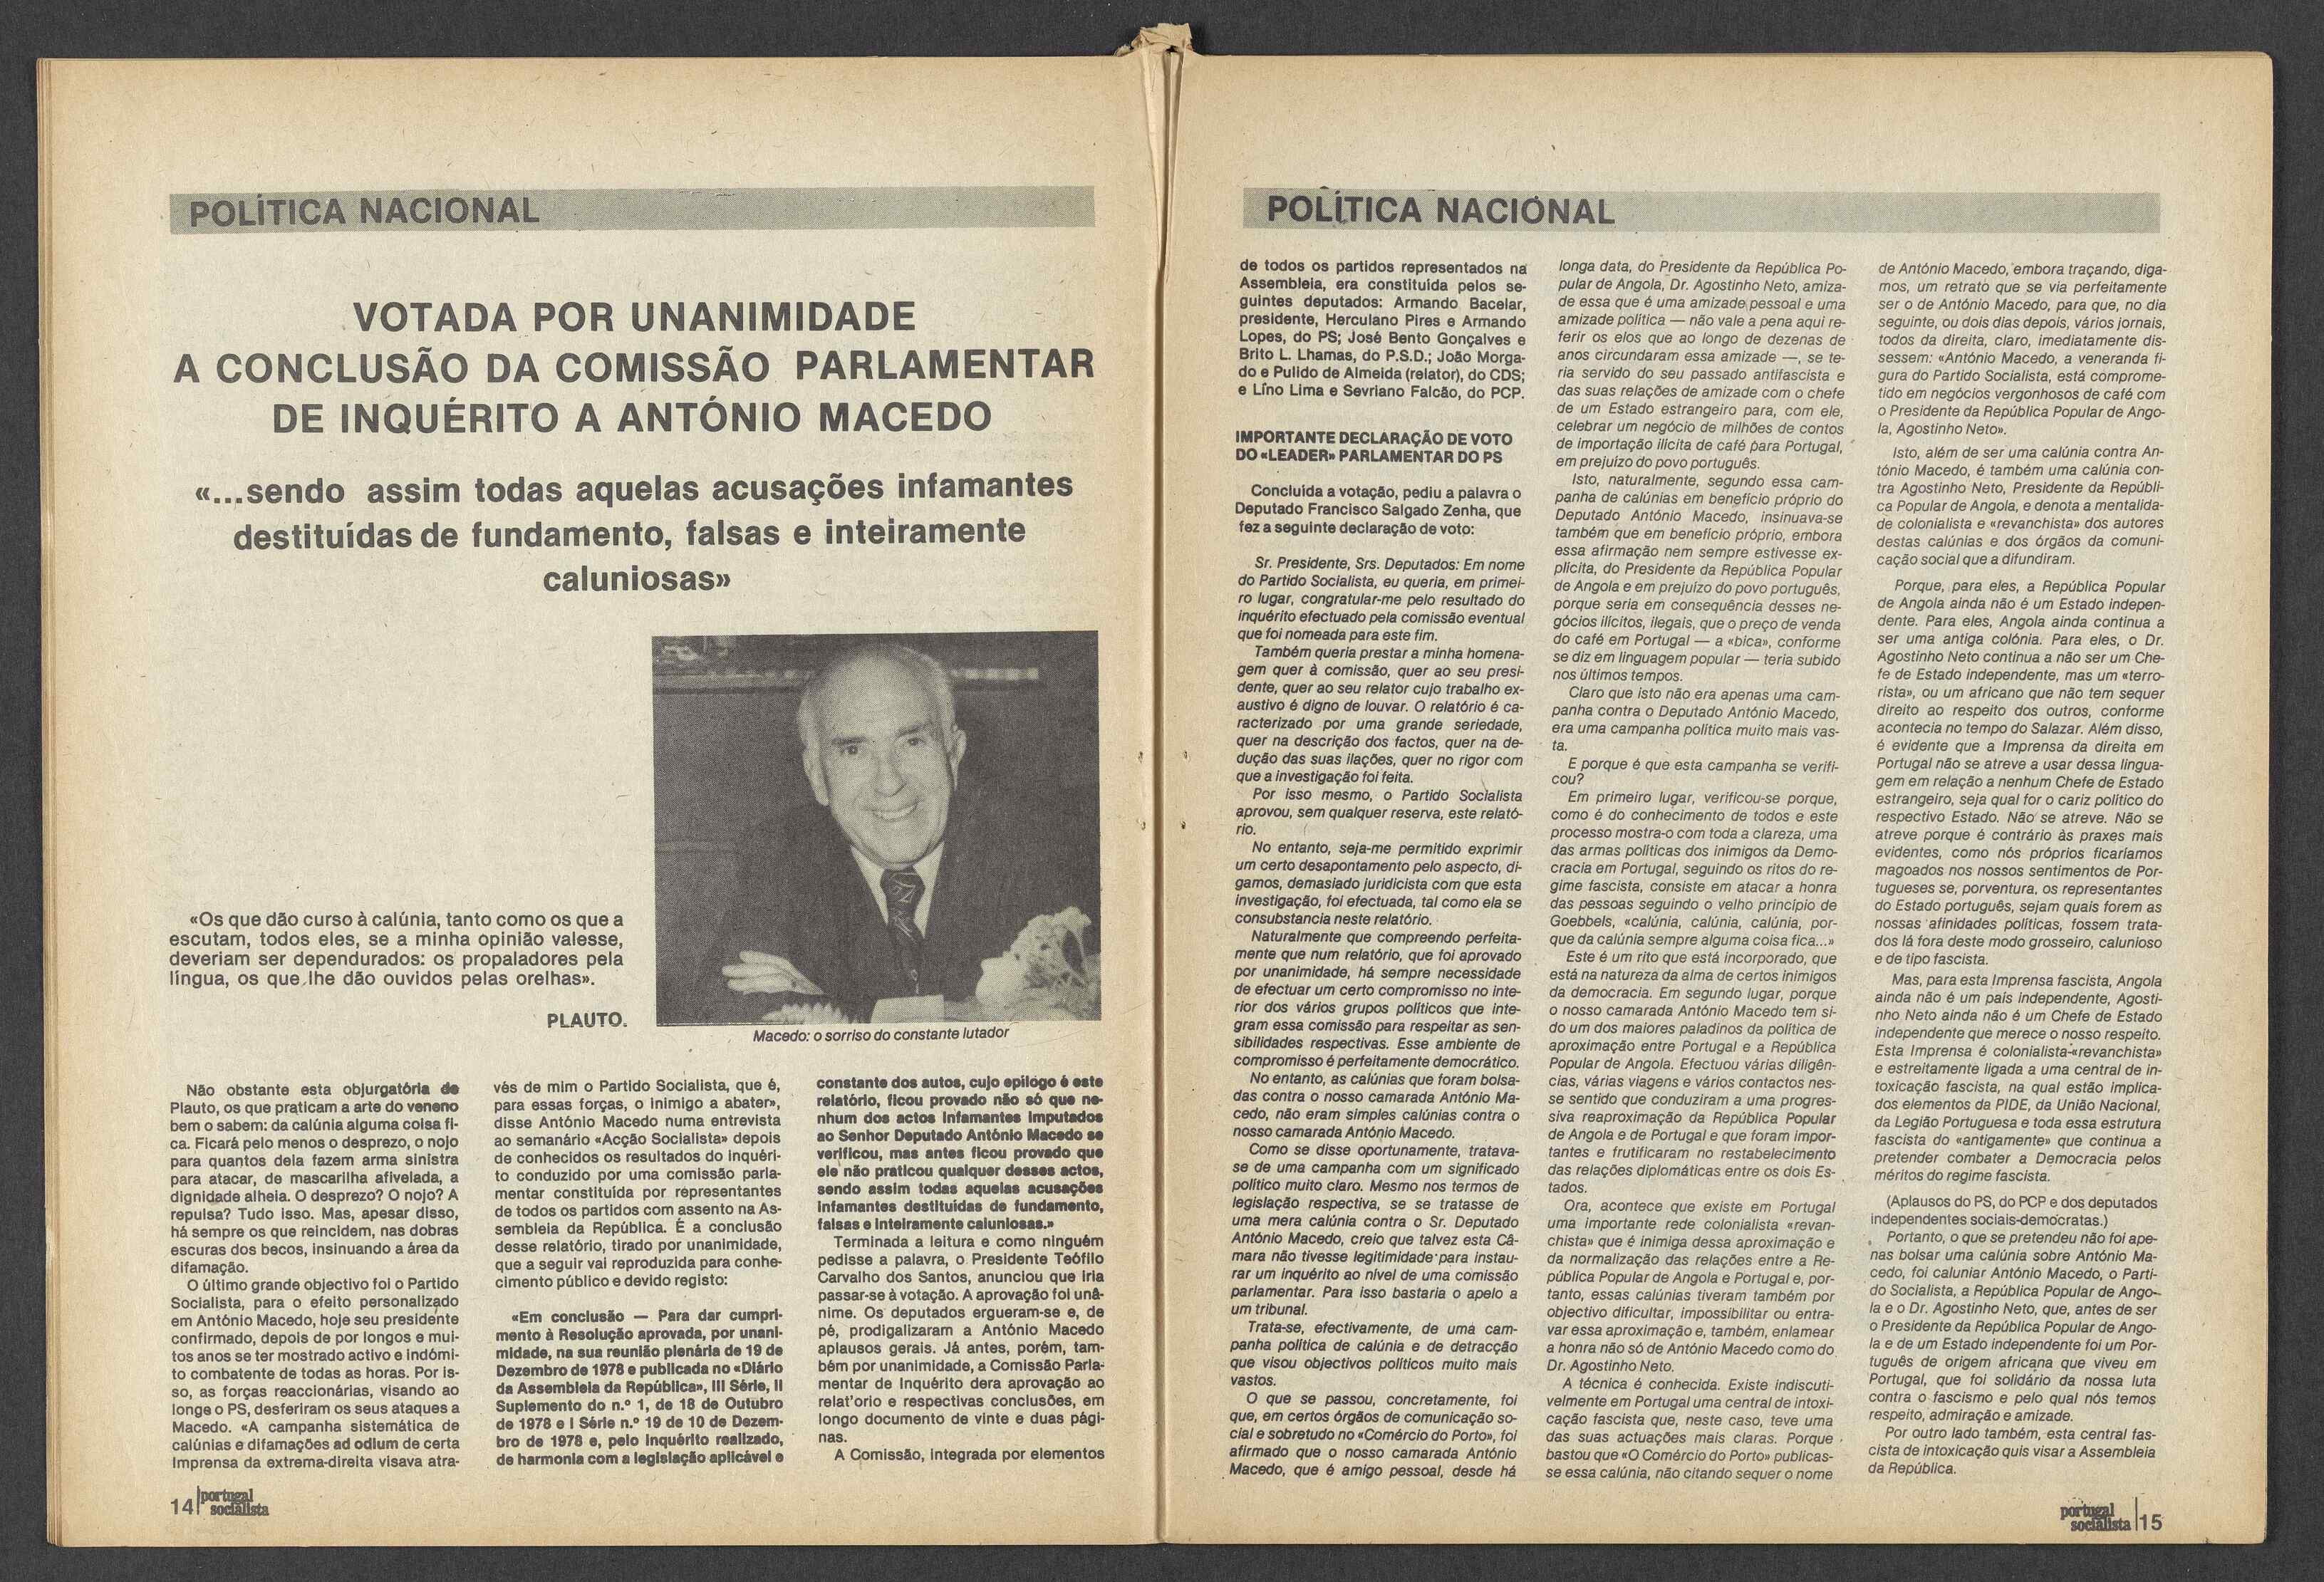 POLÍTICA NACIONAL
VOTADA POR UNANIMIDADE
A CONCLUSÃO DA COMISSÃO PARLAMENTAR
DE INQUÉRITO A ANTÓNIO MACEDO
«...sendo assim todas aquelas acusações infamantes
destituídas de fundamento, falsas e inteiramente
caluniosas»
«Os que dão curso à calúnia, tanto como os que a
escutam, todos eles, se a minha opinião valesse,
deveriam ser dependurados: os propaladores pela
língua, os que lhe dão ouvidos pelas orelhas».
PLAUTO.
Macedo: o sorriso do constante lutador
Não obstante esta objurgatória de
Plauto, os que praticam a arte do veneno
bem o sabem: da calúnia alguma coisa fi-
ca. Ficará pelo menos o desprezo, o nojo
para quantos dela fazem arma sinistra
para atacar, de mascarilha afivelada, a
dignidade alheia. O desprezo? O nojo? A
repulsa? Tudo isso. Mas, apesar disso,
há sempre os que reincidem, nas dobras
escuras dos becos, insinuando a área da
difamação.
O último grande objectivo foi o Partido
Socialista, para o efeito personalizado
em António Macedo, hoje seu presidente
confirmado, depois de por longos e mui-
tos anos se ter mostrado activo e indómi-
to combatente de todas as horas. Por is-
so, as forças reaccionárias, visando ao
longe o PS, desferiram os seus ataques a
Macedo. «A campanha sistemática de
calúnias e difamações ad odium de certa
Imprensa da extrema-direita visava atra-
vés de mim o Partido Socialista, que é,
para essas forças, o inimigo a abater»,
disse António Macedo numa entrevista
ao semanário «Acção Socialista» depois
de conhecidos os resultados do inquéri-
to conduzido por uma comissão parla-
mentar constituída por representantes
de todos os partidos com assento na As-
sembleia da República. É a conclusão
desse relatório, tirado por unanimidade,
que a seguir vai reproduzida para conhe-
cimento público e devido registo:
«Em conclusão — Para dar cumpri-
mento à Resolução aprovada, por unani-
midade, na sua reunião plenária de 19 de
Dezembro de 1978 e publicada no «Diário
da Assembleia da República», III Série, II
Suplemento do n.º 1, de 18 de Outubro
de 1978 e I Série n.º 19 de 10 de Dezem-
bro de 1978 e, pelo inquérito realizado,
de harmonia com a legislação aplicável e
constante dos autos, cujo epílogo é este
relatório, ficou provado não só que ne-
nhum dos actos infamantes imputados
ao Senhor Deputado António Macedo se
verificou, mas antes ficou provado que
ele não praticou qualquer desses actos,
sendo assim todas aquelas acusações
infamantes destituídas de fundamento,
falsas e inteiramente caluniosas.»
Terminada a leitura e como ninguém
pedisse a palavra, o Presidente Teófilo
Carvalho dos Santos, anunciou que iria
passar-se à votação. A aprovação foi unâ-
nime. Os deputados ergueram-se e, de
pé, prodigalizaram a António Macedo
aplausos gerais. Já antes, porém, tam-
bém por unanimidade, a Comissão Parla-
mentar de Inquérito dera aprovação ao
relat'orio e respectivas conclusões, em
longo documento de vinte e duas pági-
nas.
A Comissão, integrada por elementos
14 portugal
socialista
POLÍTICA NACIONAL
de todos os partidos representados na
Assembleia, era constituída pelos se-
guintes deputados: Armando Bacelar,
presidente, Herculano Pires e Armando
Lopes, do PS; José Bento Gonçalves e
Brito L. Lhamas, do P.S.D.; João Morga-
do e Pulido de Almeida (relator), do CDS;
e Líno Lima e Sevriano Falcão, do PCP.
IMPORTANTE DECLARAÇÃO DE VOTO
DO «LEADER» PARLAMENTAR DO PS
Concluída a votação, pediu a palavra o
Deputado Francisco Salgado Zenha, que
fez a seguinte declaração de voto:
Sr. Presidente, Srs. Deputados: Em nome
do Partido Socialista, eu queria, em primei-
ro lugar, congratular-me pelo resultado do
inquérito efectuado pela comissão eventual
que foi nomeada para este fim.
Também queria prestar a minha homena-
gem quer à comissão, quer ao seu presi-
dente, quer ao seu relator cujo trabalho ex-
austivo é digno de louvar. O relatório é ca-
racterizado por uma grande seriedade,
quer na descrição dos factos, quer na de-
dução das suas ilações, quer no rigor com
que a investigação foi feita.
Por isso mesmo, o Partido Socialista
aprovou, sem qualquer reserva, este relató-
rio.
No entanto, seja-me permitido exprimir
um certo desapontamento pelo aspecto, di-
gamos, demasiado juridicista com que esta
investigação, foi efectuada, tal como ela se
consubstancia neste relatório.
Naturalmente que compreendo perfeita-
mente que num relatório, que foi aprovado
por unanimidade, há sempre necessidade
de efectuar um certo compromisso no inte-
rior dos vários grupos políticos que inte-
gram essa comissão para respeitar as sen-
sibilidades respectivas. Esse ambiente de
compromisso é perfeitamente democrático.
No entanto, as calúnias que foram bolsa-
das contra o nosso camarada António Ma-
cedo, não eram simples calúnias contra o
nosso camarada António Macedo.
Como se disse oportunamente, tratava-
se de uma campanha com um significado
político muito claro. Mesmo nos termos de
legislação respectiva, se se tratasse de
uma mera calúnia contra o Sr. Deputado
António Macedo, creio que talvez esta Câ-
mara não tivesse legitimidade para instau-
rar um inquérito ao nível de uma comissão
parlamentar. Para isso bastaria o apelo a
um tribunal.
Trata-se, efectivamente, de uma cam-
panha política de calúnia e de detracção
que visou objectivos políticos muito mais
vastos.
O que se passou, concretamente, foi
que, em certos órgãos de comunicação so-
cial e sobretudo no «Comércio do Porto», foi
afirmado que o nosso camarada António
Macedo, que é amigo pessoal, desde há
longa data, do Presidente da República Po-
pular de Angola, Dr. Agostinho Neto, amiza-
de essa que é uma amizade pessoal e uma
amizade política — não vale a pena aqui re-
ferir os elos que ao longo de dezenas de
anos circundaram essa amizade —, se te-
ria servido do seu passado antifascista e
das suas relações de amizade com o chefe
de um Estado estrangeiro para, com ele,
celebrar um negócio de milhões de contos
de importação ilícita de café para Portugal,
em prejuízo do povo português.
Isto, naturalmente, segundo essa cam-
panha de calúnias em benefício próprio do
Deputado António Macedo, insinuava-se
também que em benefício próprio, embora
essa afirmação nem sempre estivesse ex-
plícita, do Presidente da República Popular
de Angola e em prejuízo do povo português,
porque seria em consequência desses ne-
gócios ilícitos, ilegais, que o preço de venda
do café em Portugal — a «bica», conforme
se diz em linguagem popular — teria subido
nos últimos tempos.
Claro que isto não era apenas uma cam-
panha contra o Deputado António Macedo,
era uma campanha política muito mais vas-
ta.
E porque é que esta campanha se verifi-
cou?
Em primeiro lugar, verificou-se porque,
como é do conhecimento de todos e este
processo mostra-o com toda a clareza, uma
das armas políticas dos inimigos da Demo-
cracia em Portugal, seguindo os ritos do re-
gime fascista, consiste em atacar a honra
das pessoas seguindo o velho princípio de
Goebbels, «calúnia, calúnia, calúnia, por-
que da calúnia sempre alguma coisa fica...»
Este é um rito que está incorporado, que
está na natureza da alma de certos inimigos
da democracia. Em segundo lugar, porque
o nosso camarada António Macedo tem si-
do um dos maiores paladinos da política de
aproximação entre Portugal e a República
Popular de Angola. Efectuou várias diligên-
cias, várias viagens e vários contactos nes-
se sentido que conduziram a uma progres-
siva reaproximação da República Popular
de Angola e de Portugal e que foram impor-
tantes e frutificaram no restabelecimento
das relações diplomáticas entre os dois Es-
tados.
Ora, acontece que existe em Portugal
uma importante rede colonialista «revan-
chista» que é inimiga dessa aproximação e
da normalização das relações entre a Re-
pública Popular de Angola e Portugal e, por-
tanto, essas calúnias tiveram também por
objectivo dificultar, impossibilitar ou entra-
var essa aproximação e, também, enlamear
a honra não só de António Macedo como do
Dr. Agostinho Neto.
A técnica é conhecida. Existe indiscuti-
velmente em Portugal uma central de intoxi-
cação fascista que, neste caso, teve uma
das suas actuações mais claras. Porque
bastou que «O Comércio do Porto» publicas-
se essa calúnia, não citando sequer o nome
de António Macedo, embora traçando, diga-
mos, um retrato que se via perfeitamente
ser o de António Macedo, para que, no dia
seguinte, ou dois dias depois, vários jornais,
todos da direita, claro, imediatamente dis-
sessem: «António Macedo, a veneranda fi-
gura do Partido Socialista, está comprome-
tido em negócios vergonhosos de café com
o Presidente da República Popular de Ango-
la, Agostinho Neto».
Isto, além de ser uma calúnia contra An-
tónio Macedo, é também uma calúnia con-
tra Agostinho Neto, Presidente da Repúbli-
ca Popular de Angola, e denota a mentalida-
de colonialista e «revanchista» dos autores
destas calúnias e dos órgãos da comuni-
cação social que a difundiram.
Porque, para eles, a República Popular
de Angola ainda não é um Estado indepen-
dente. Para eles, Angola ainda continua a
ser uma antiga colónia. Para eles, o Dr.
Agostinho Neto continua a não ser um Che-
fe de Estado independente, mas um «terro-
rista», ou um africano que não tem sequer
direito ao respeito dos outros, conforme
acontecia no tempo do Salazar. Além disso,
é evidente que a Imprensa da direita em
Portugal não se atreve a usar dessa lingua-
gem em relação a nenhum Chefe de Estado
estrangeiro, seja qual for o cariz político do
respectivo Estado. Não se atreve. Não se
atreve porque é contrário às praxes mais
evidentes, como nós próprios ficaríamos
magoados nos nossos sentimentos de Por-
tugueses se, porventura, os representantes
do Estado português, sejam quais forem as
nossas afinidades políticas, fossem trata-
dos lá fora deste modo grosseiro, calunioso
e de tipo fascista.
Mas, para esta Imprensa fascista, Angola
ainda não é um país independente, Agosti-
nho Neto ainda não é um Chefe de Estado
independente que merece o nosso respeito.
Esta Imprensa é colonialista-«revanchista»
e estreitamente ligada a uma central de in-
toxicação fascista, na qual estão implica-
dos elementos da PIDE, da União Nacional,
da Legião Portuguesa e toda essa estrutura
fascista do «antigamente» que continua a
pretender combater a Democracia pelos
méritos do regime fascista.
(Aplausos do PS, do PCP e dos deputados
independentes sociais-democratas.)
Portanto, o que se pretendeu não foi ape-
nas bolsar uma calúnia sobre António Ma-
cedo, foi caluniar António Macedo, o Parti-
do Socialista, a República Popular de Ango-
la e o Dr. Agostinho Neto, que, antes de ser
o Presidente da República Popular de Ango-
la e de um Estado independente foi um Por-
tuguês de origem africana que viveu em
Portugal, que foi solidário da nossa luta
contra o fascismo e pelo qual nós temos
respeito, admiração e amizade.
Por outro lado também, esta central fas-
cista de intoxicação quis visar a Assembleia
da República.
portugal
socialista 15